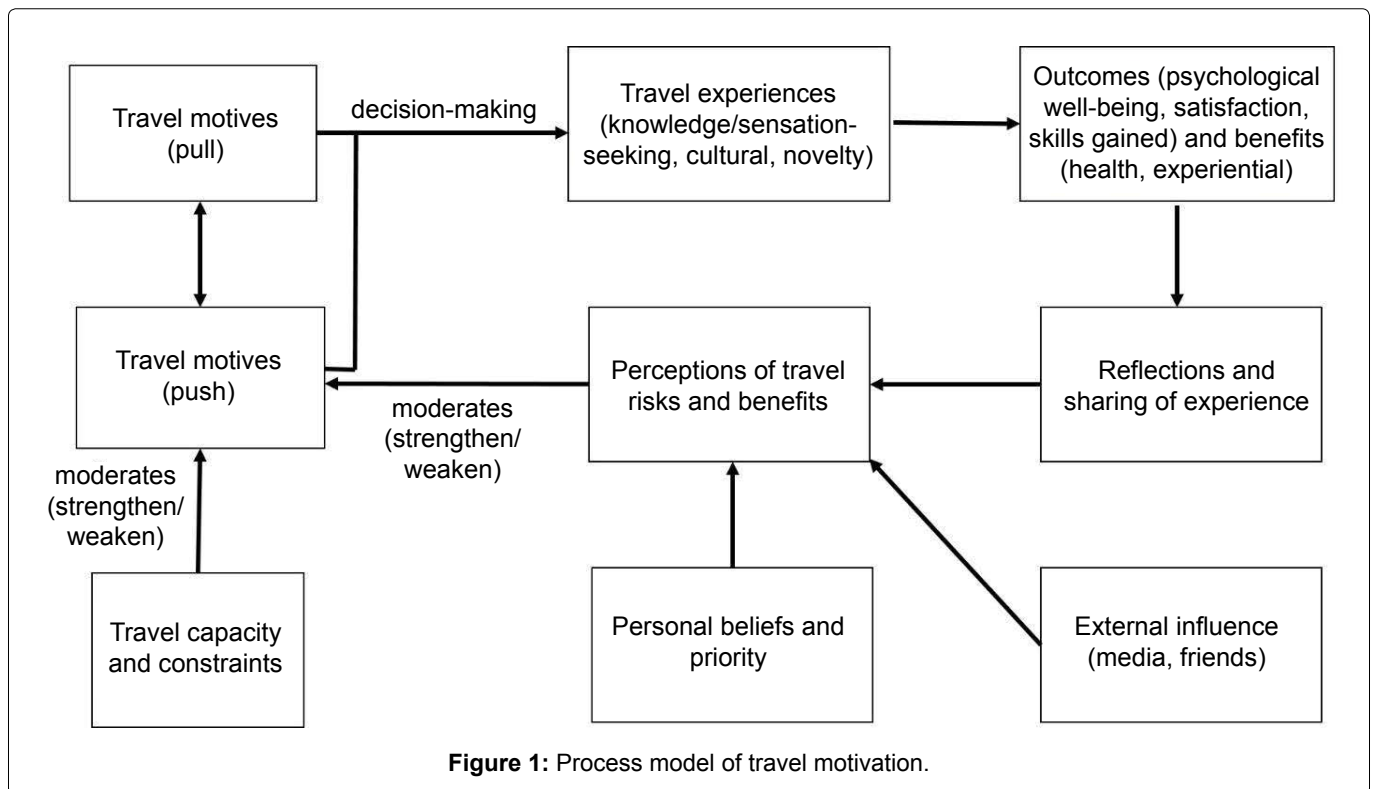 Travel motives
(pull)
decision-making
Travel experiences
(knowledge/sensation-
seeking, cultural, novelty)
Outcomes (psychological
well-being, satisfaction,
skills gained) and benefits
(health, experiential)
Travel motives
(push)
moderates
(strengthen/
weaken)
Perceptions of travel
risks and benefits
Reflections and
sharing of experience
moderates
(strengthen/
weaken)
Travel capacity
and constraints
Personal beliefs and
priority
External influence
(media, friends)
Figure 1: Process model of travel motivation.